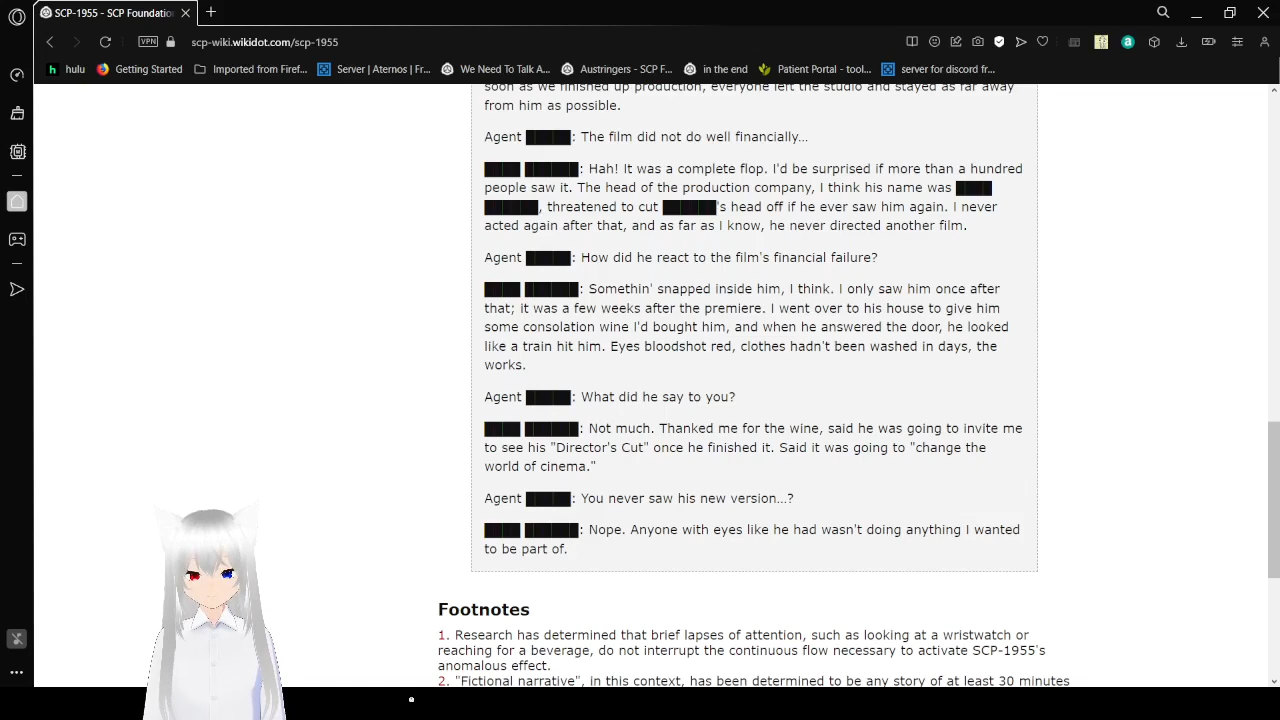 SCP-1955 - SCP Foundatio
scp-wiki.wikidot.com/scp-1955
VPN
hulu
Getting Started
Imported from Firef...
Server | Aternos | Fr...
We Need To Talk A...
Austringers - SCP F...
in the end
Patient Portal - tool...
server for discord fr...
soon as we finished up production, everyone left the studio and stayed as far away
from him as possible.
Agent █████: The film did not do well financially...
████ ██████: Hah! It was a complete flop. I'd be surprised if more than a hundred
people saw it. The head of the production company, I think his name was ████
██████, threatened to cut ██████'s head off if he ever saw him again. I never
acted again after that, and as far as I know, he never directed another film.
Agent █████: How did he react to the film's financial failure?
████ ██████: Somethin' snapped inside him, I think. I only saw him once after
that; it was a few weeks after the premiere. I went over to his house to give him
some consolation wine I'd bought him, and when he answered the door, he looked
like a train hit him. Eyes bloodshot red, clothes hadn't been washed in days, the
works.
Agent █████: What did he say to you?
████ ██████: Not much. Thanked me for the wine, said he was going to invite me
to see his "Director's Cut" once he finished it. Said it was going to "change the
world of cinema."
Agent █████: You never saw his new version...?
████ ██████: Nope. Anyone with eyes like he had wasn't doing anything I wanted
to be part of.
Footnotes
1. Research has determined that brief lapses of attention, such as looking at a wristwatch or
reaching for a beverage, do not interrupt the continuous flow necessary to activate SCP-1955's
anomalous effect.
2. "Fictional narrative", in this context, has been determined to be any story of at least 30 minutes